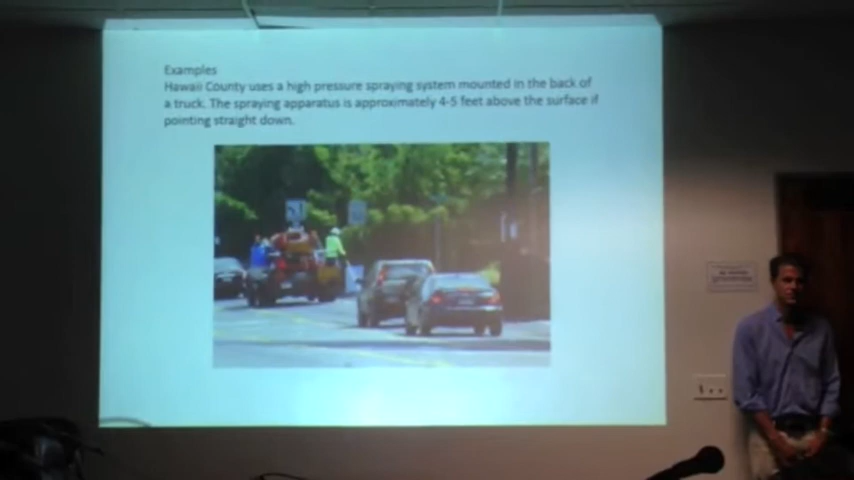 Examples
Hawaii County uses a high pressure spraying system mounted in the back of
a truck. The spraying apparatus is approximately 4-5 feet above the surface if
pointing straight down.